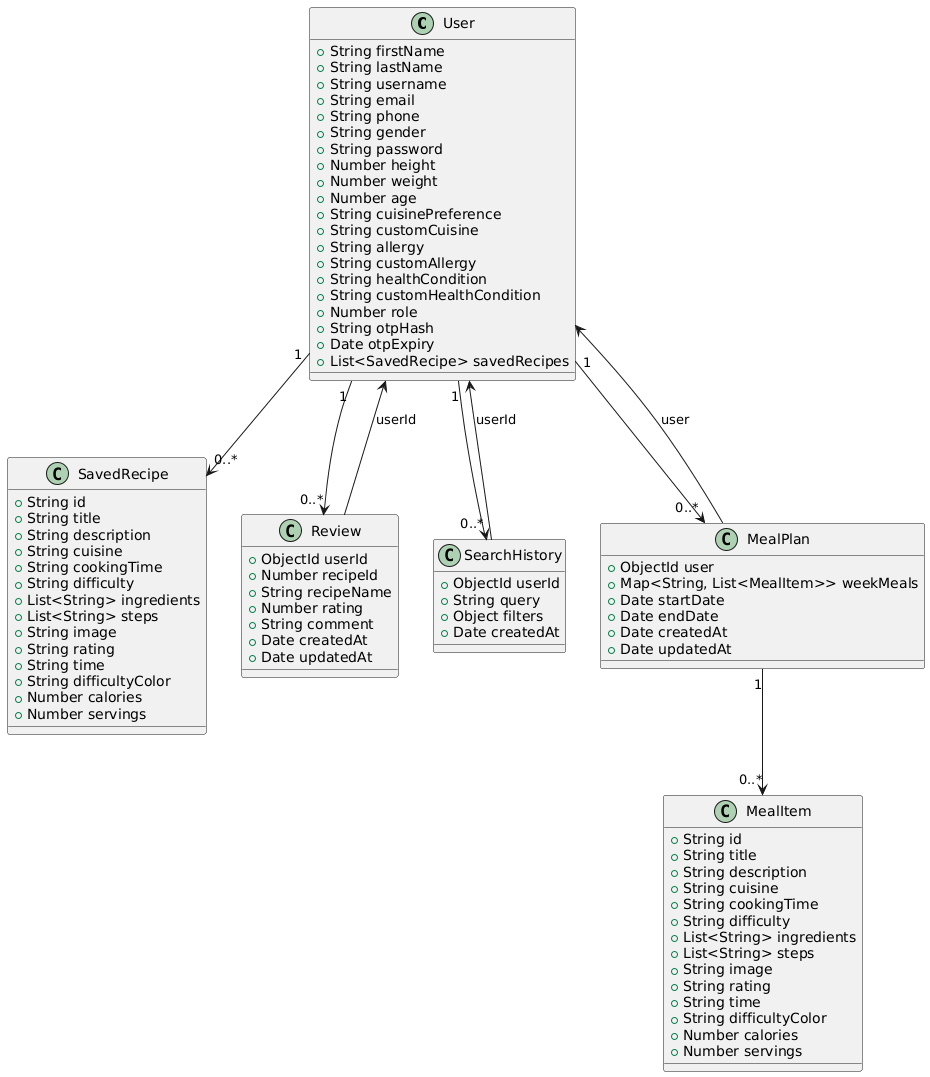 C User
String firstName
String lastName
String username
String email
String phone
String gender
String password
Number height
Number weight
Number age
String cuisinePreference
String customCuisine
String allergy
String customAllergy
String healthCondition
String customHealthCondition
Number role
String otpHash
Date otpExpiry
List<SavedRecipe> savedRecipes
1
1
1
1
userId
userId
user
0..*
0..*
0..*
0..*
C SavedRecipe
String id
String title
String description
String cuisine
String cookingTime
String difficulty
List<String> ingredients
List<String> steps
String image
String rating
String time
String difficultyColor
Number calories
Number servings
C Review
ObjectId userId
Number recipeId
String recipeName
Number rating
String comment
Date createdAt
Date updatedAt
C SearchHistory
ObjectId userId
String query
Object filters
Date createdAt
C MealPlan
ObjectId user
Map<String, List<MealItem>> weekMeals
Date startDate
Date endDate
Date createdAt
Date updatedAt
1
0..*
C MealItem
String id
String title
String description
String cuisine
String cookingTime
String difficulty
List<String> ingredients
List<String> steps
String image
String rating
String time
String difficultyColor
Number calories
Number servings